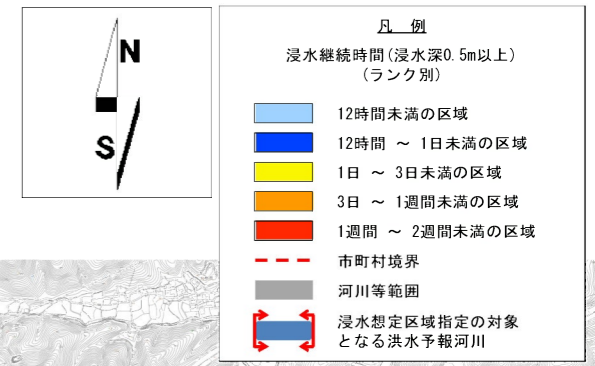 N
S
凡 例
浸水継続時間(浸水深0.5m以上)
(ランク別)
12時間未満の区域
12時間 ～ 1日未満の区域
1日 ～ 3日未満の区域
3日 ～ 1週間未満の区域
1週間 ～ 2週間未満の区域
市町村境界
河川等範囲
浸水想定区域指定の対象
となる洪水予報河川